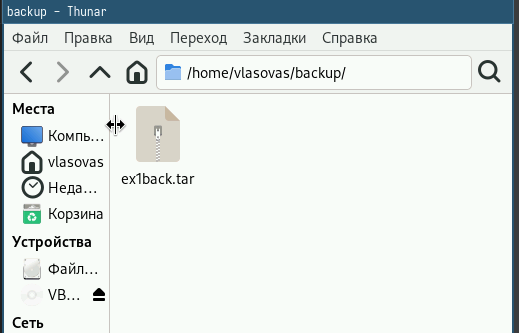 backup - Thunar
Файл Правка Вид Переход Закладки Справка
/home/vlasovas/backup/
Места
Компь...
vlasovas
Неда...
Корзина
Устройства
Файл...
VB...
Сеть
ex1back.tar